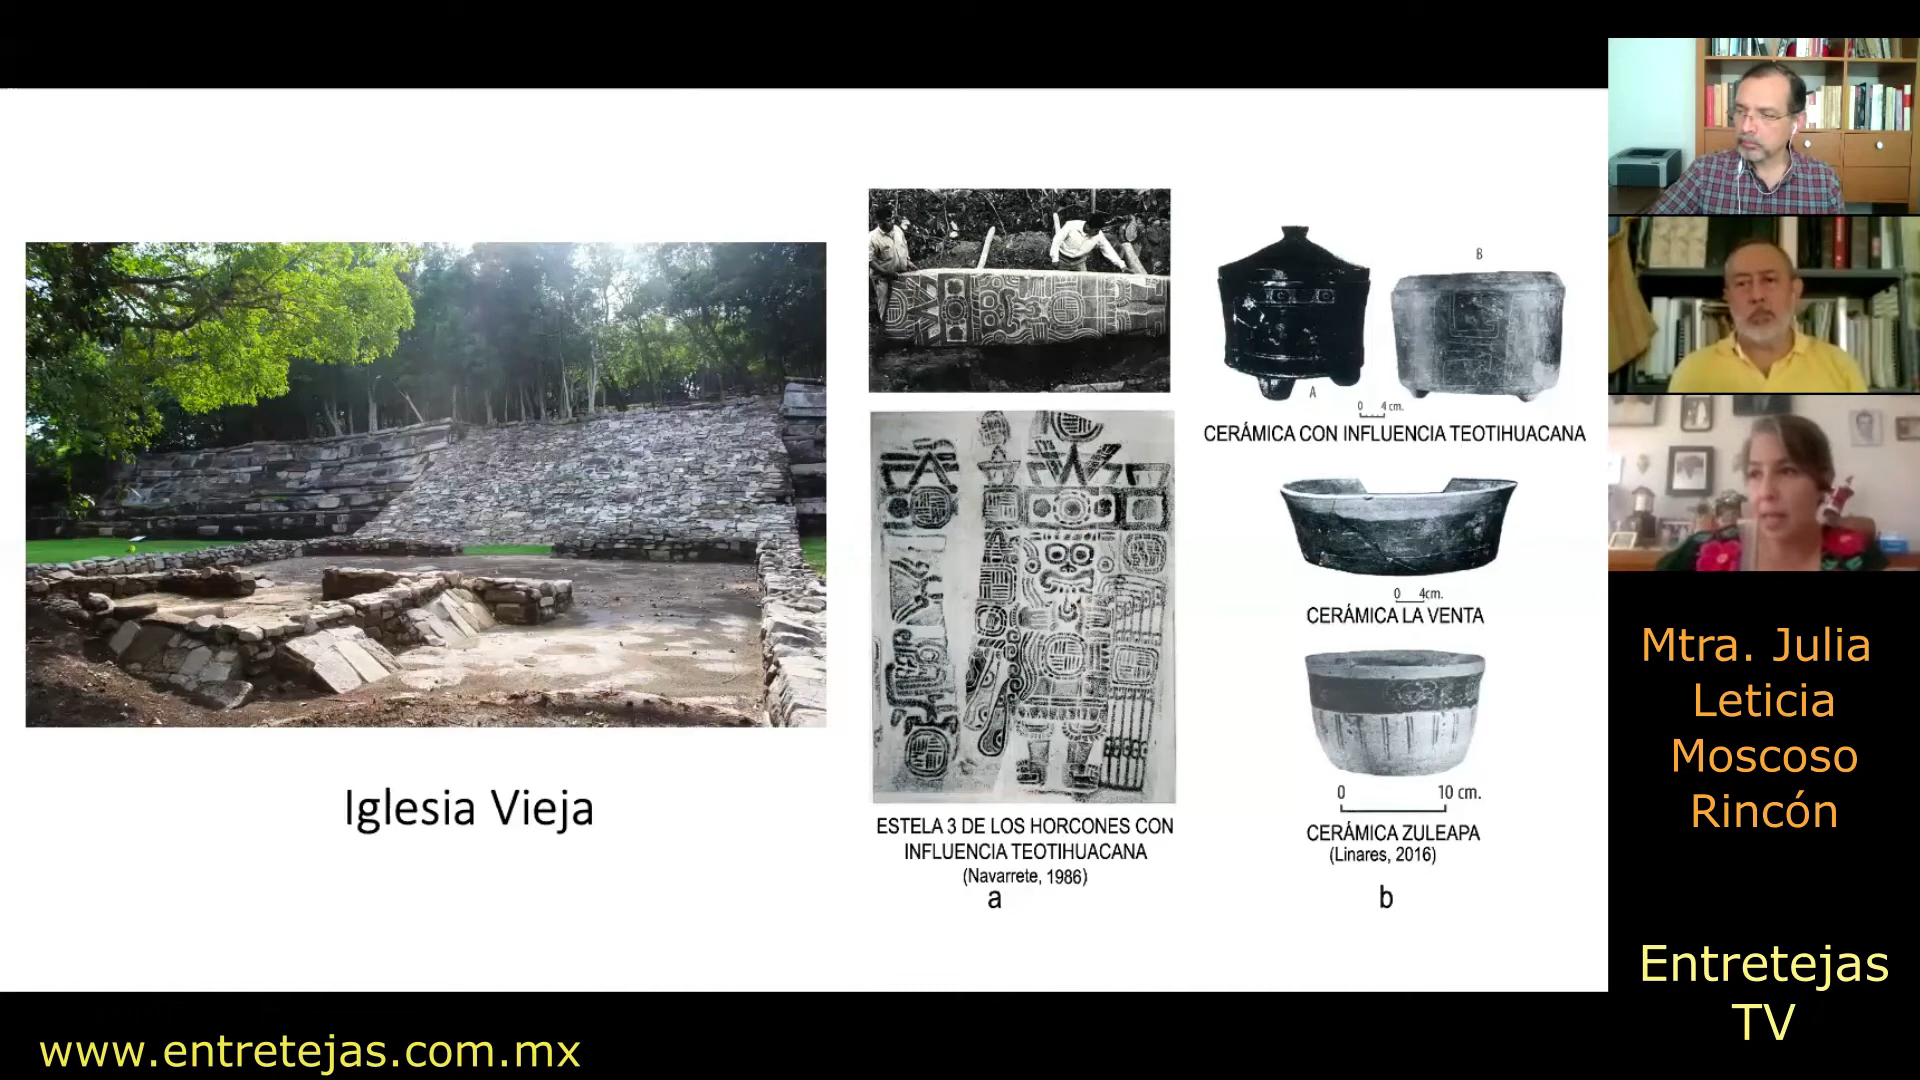 Iglesia Vieja
ESTELA 3 DE LOS HORCONES CON
INFLUENCIA TEOTIHUACANA
(Navarrete, 1986)
a
B
A
0 4 cm.
CERÁMICA CON INFLUENCIA TEOTIHUACANA
0 4cm.
CERÁMICA LA VENTA
0 10 cm.
CERÁMICA ZULEAPA
(Linares, 2016)
b
Mtra. Julia
Leticia
Moscoso
Rincón
Entretejas
TV
www.entretejas.com.mx